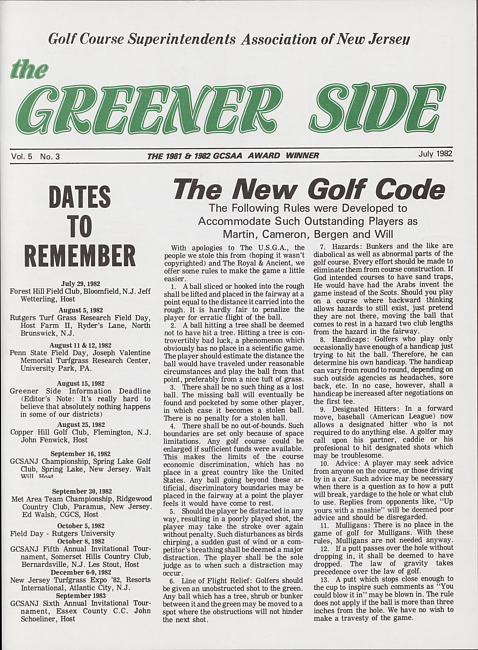 Golf Course Superintendents Association of New Jersey
the
GREENER SIDE
Vol. 5 No. 3
THE 1981 & 1982 GCSAA AWARD WINNER
July 1982
DATES
TO
REMEMBER
July 29, 1982
Forest Hill Field Club, Bloomfield, N.J. Jeff
Wetterling, Host
August 5, 1982
Rutgers Turf Grass Research Field Day,
Host Farm II, Ryder's Lane, North
Brunswick, N.J.
August 11 & 12, 1982
Penn State Field Day, Joseph Valentine
Memorial Turfgrass Research Center,
University Park, PA.
August 15, 1982
Greener Side Information Deadline
(Editor's Note: It's really hard to
believe that absolutely nothing happens
in some of our districts)
August 25, 1982
Copper Hill Golf Club, Flemington, N.J.
John Fenwick, Host
September 16, 1982
GCSANJ Championship, Spring Lake Golf
Club, Spring Lake, New Jersey. Walt
September 30, 1982
Met Area Team Championship, Ridgewood
Country Club, Paramus, New Jersey.
Ed Walsh, CGCS, Host
October 5, 1982
Field Day - Rutgers University
October 8, 1982
GCSANJ Fifth Annual Invitational Tour-
nament, Somerset Hills Country Club,
Bernardsville, N.J. Les Stout, Host
December 6-9, 1982
New Jersey Turfgrass Expo '82, Resorts
International, Atlantic City, N.J.
September 1983
GCSANJ Sixth Annual Invitational Tour-
nament, Essex County C.C. John
Schoeliner, Host
The New Golf Code
The Following Rules were Developed to
Accommodate Such Outstanding Players as
Martin, Cameron, Bergen and Will
With apologies to The U.S.G.A., the
people we stole this from (hoping it wasn't
copyrighted) and The Royal & Ancient, we
offer some rules to make the game a little
easier.
1. A ball sliced or hooked into the rough
shall be lifted and placed in the fairway at a
point equal to the distance it carried into the
rough. It is hardly fair to penalize the
player for erratic flight of the ball.
2. A ball hitting a tree shall be deemed
not to have hit a tree. Hitting a tree is con-
trovertibly bad luck, a phenomenon which
obviously has no place in a scientific game.
The player should estimate the distance the
ball would have traveled under reasonable
circumstances and play the ball from that
point, preferably from a nice tuft of grass.
3. There shall be no such thing as a lost
ball. The missing ball will eventually be
found and pocketed by some other player,
in which case it becomes a stolen ball.
There is no penalty for a stolen ball.
4. There shall be no out-of-bounds. Such
boundaries are set only because of space
limitations. Any golf course could be
enlarged if sufficient funds were available.
This makes the limits of the course
economic discrimination, which has no
place in a great country like the United
States. Any ball going beyond these ar-
tificial, discriminatory boundaries may be
placed in the fairway at a point the player
feels it would have come to rest.
5. Should the player be distracted in any
way, resulting in a poorly played shot, the
player may take the stroke over again
without penalty. Such disturbances as birds
chirping, a sudden gust of wind or a com-
petitor's breathing shall be deemed a major
distraction. The player shall be the sole
judge as to when such a distraction may
occur.
6. Line of Flight Relief: Golfers should
be given an unobstructed shot to the green.
Any ball which has a tree, shrub or bunker
between it and the green may be moved to a
spot where the obstructions will not hinder
the next shot.
7. Hazards: Bunkers and the like are
diabolical as well as abnormal parts of the
golf course. Every effort should be made to
eliminate them from course construction. If
God intended courses to have sand traps,
He would have had the Arabs invent the
game instead of the Scots. Should you play
on a course where backward thinking
allows hazards to still exist, just pretend
they are not there, moving the ball that
comes to rest in a hazard two club lengths
from the hazard in the fairway.
8. Handicaps: Golfers who play only
occasionally have enough of a handicap just
trying to hit the ball. Therefore, he can
determine his own handicap. The handicap
can vary from round to round, depending on
such outside agencies as headaches, sore
back, etc. In no case, however, shall a
handicap be increased after negotiations on
the first tee.
9. Designated Hitters: In a forward
move, baseball (American League) now
allows a designated hitter who is not
required to do anything else. A golfer may
call upon his partner, caddie or his
professional to hit designated shots which
may be troublesome.
10. Advice: A player may seek advice
from anyone on the course, or those driving
by in a car. Such advice may be necessary
when there is a question as to how a putt
will break, yardage to the hole or what club
to use. Replies from opponents like, "Up
yours with a mashie" will be deemed poor
advice and should be disregarded.
11. Mulligans: There is no place in the
game of golf for Mulligans. With these
rules, Mulligans are not needed anyway.
12. If a putt passes over the hole without
dropping in, it shall be deemed to have
dropped. The law of gravity takes
precedence over the law of golf.
13. A putt which stops close enough to
the cup to inspire such comments as "You
could blow it in" may be blown in. The rule
does not apply if the ball is more than three
inches from the hole. We have no wish to
make a travesty of the game.